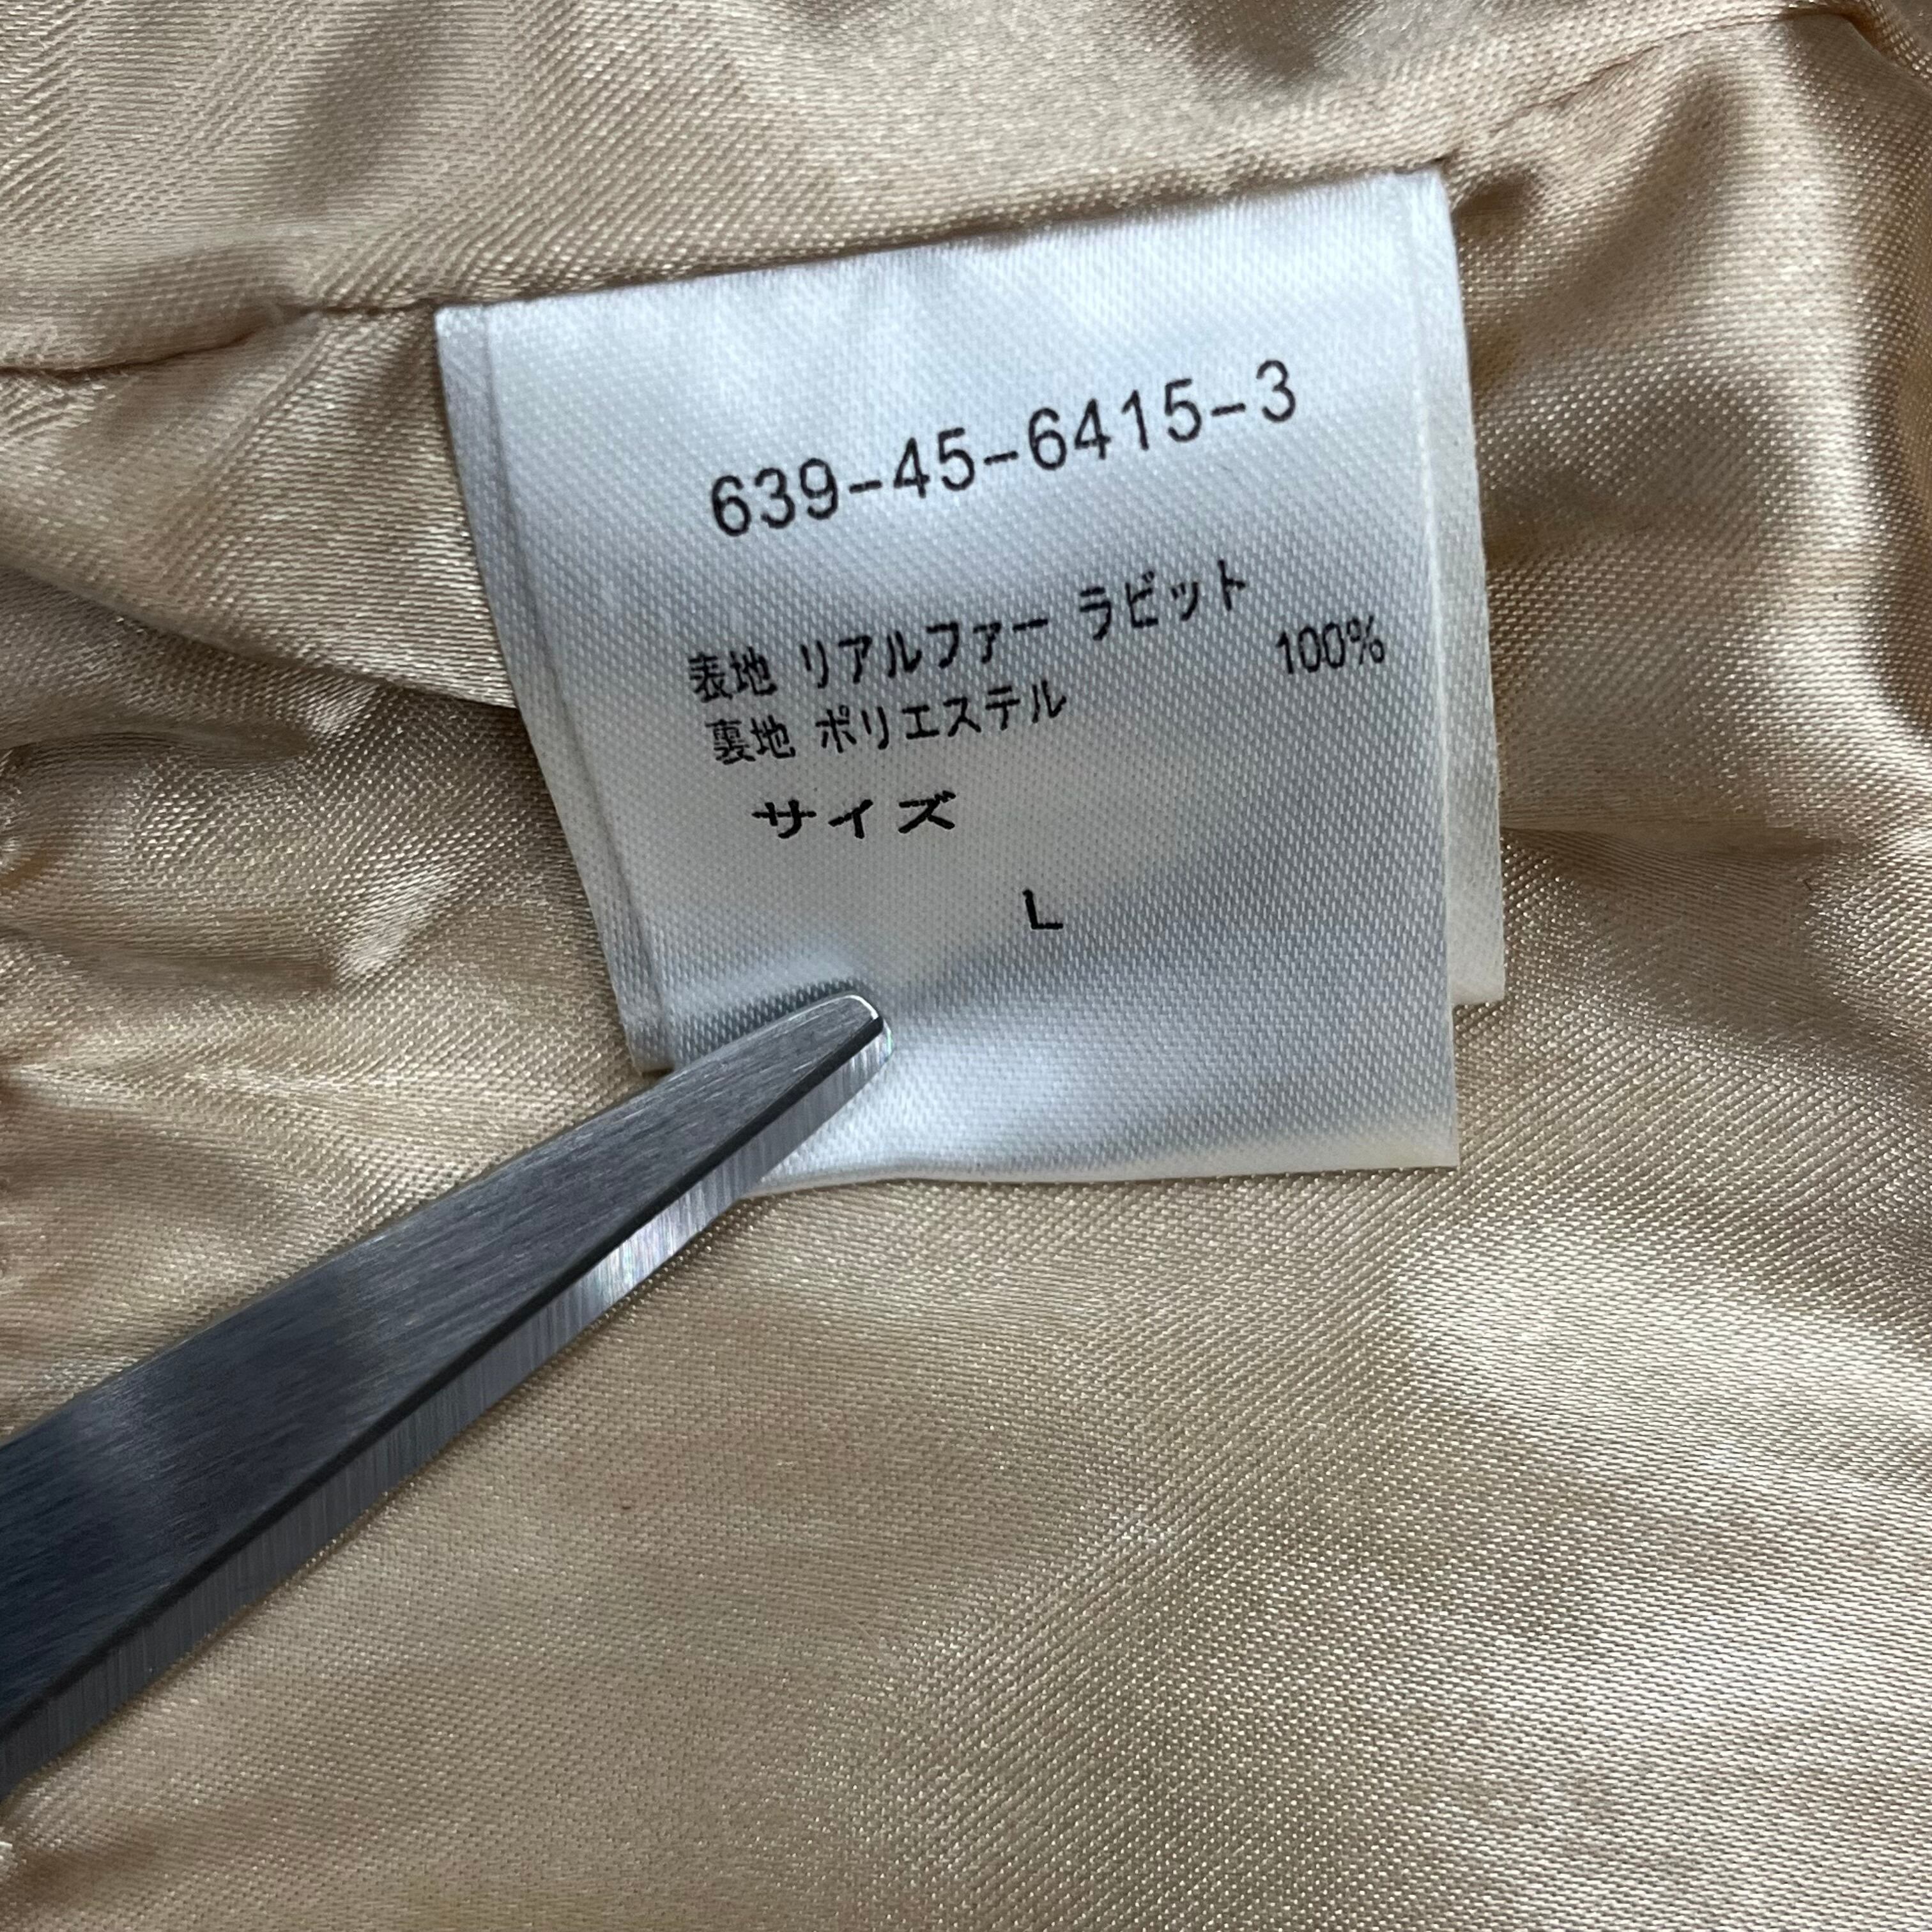 639-45-6415-3
表地 リアルファー ラビット
裏地 ポリエステル 100%
サイズ
L